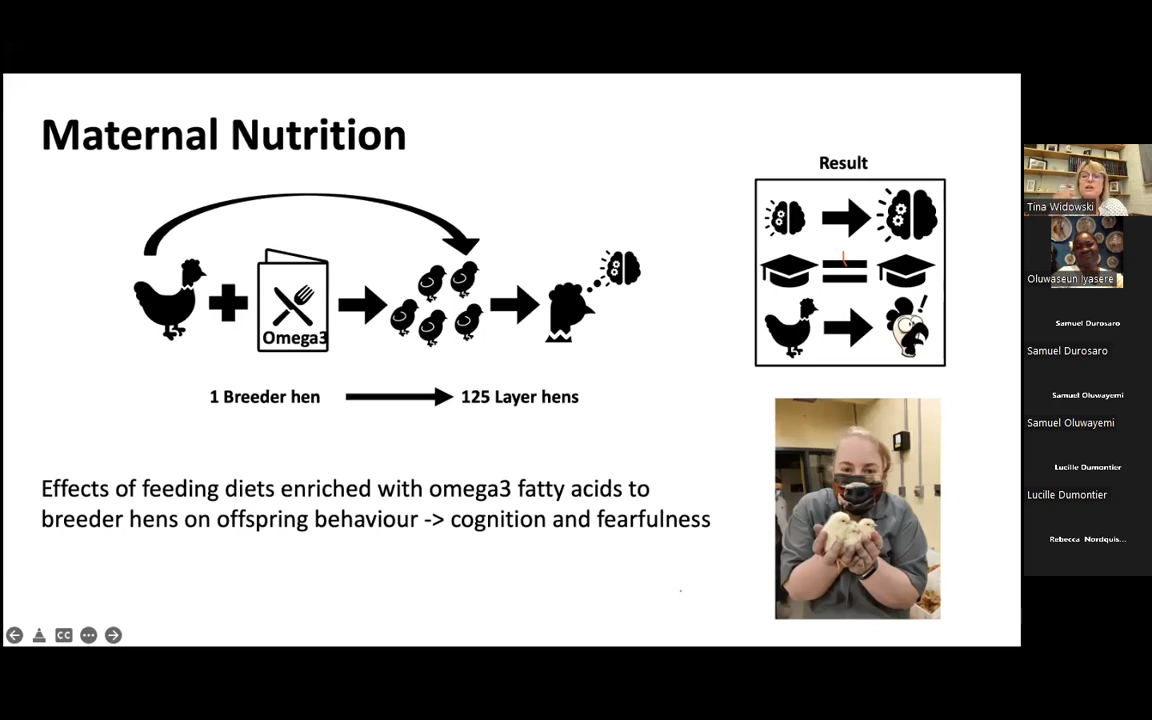 Maternal Nutrition
Result
Omega3
1 Breeder hen
125 Layer hens
Effects of feeding diets enriched with omega3 fatty acids to
breeder hens on offspring behaviour -> cognition and fearfulness
CC
Tina Widowski
Oluwaseun Iyasere
Samuel Durosaro
Samuel Durosaro
Samuel Oluwayemi
Samuel Oluwayemi
Lucille Dumontier
Lucille Dumontier
Rebecca Nordquis...